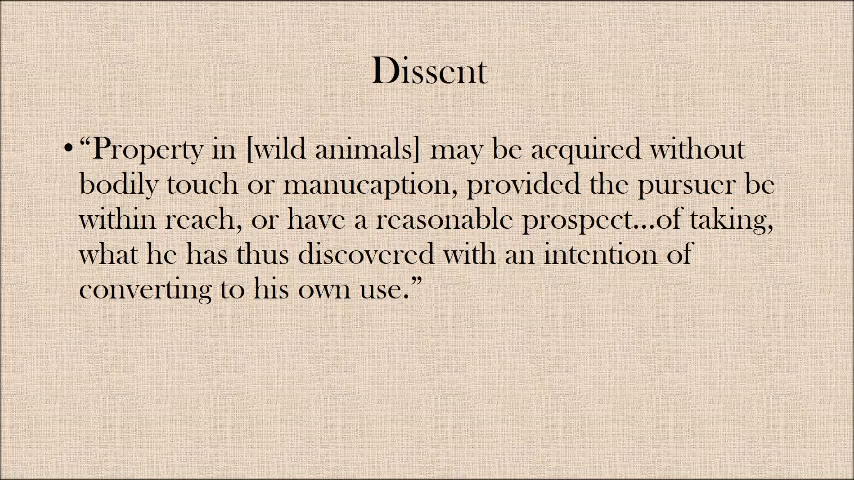 Dissent
• “Property in [wild animals] may be acquired without
bodily touch or manucaption, provided the pursuer be
within reach, or have a reasonable prospect...of taking,
what he has thus discovered with an intention of
converting to his own use.”